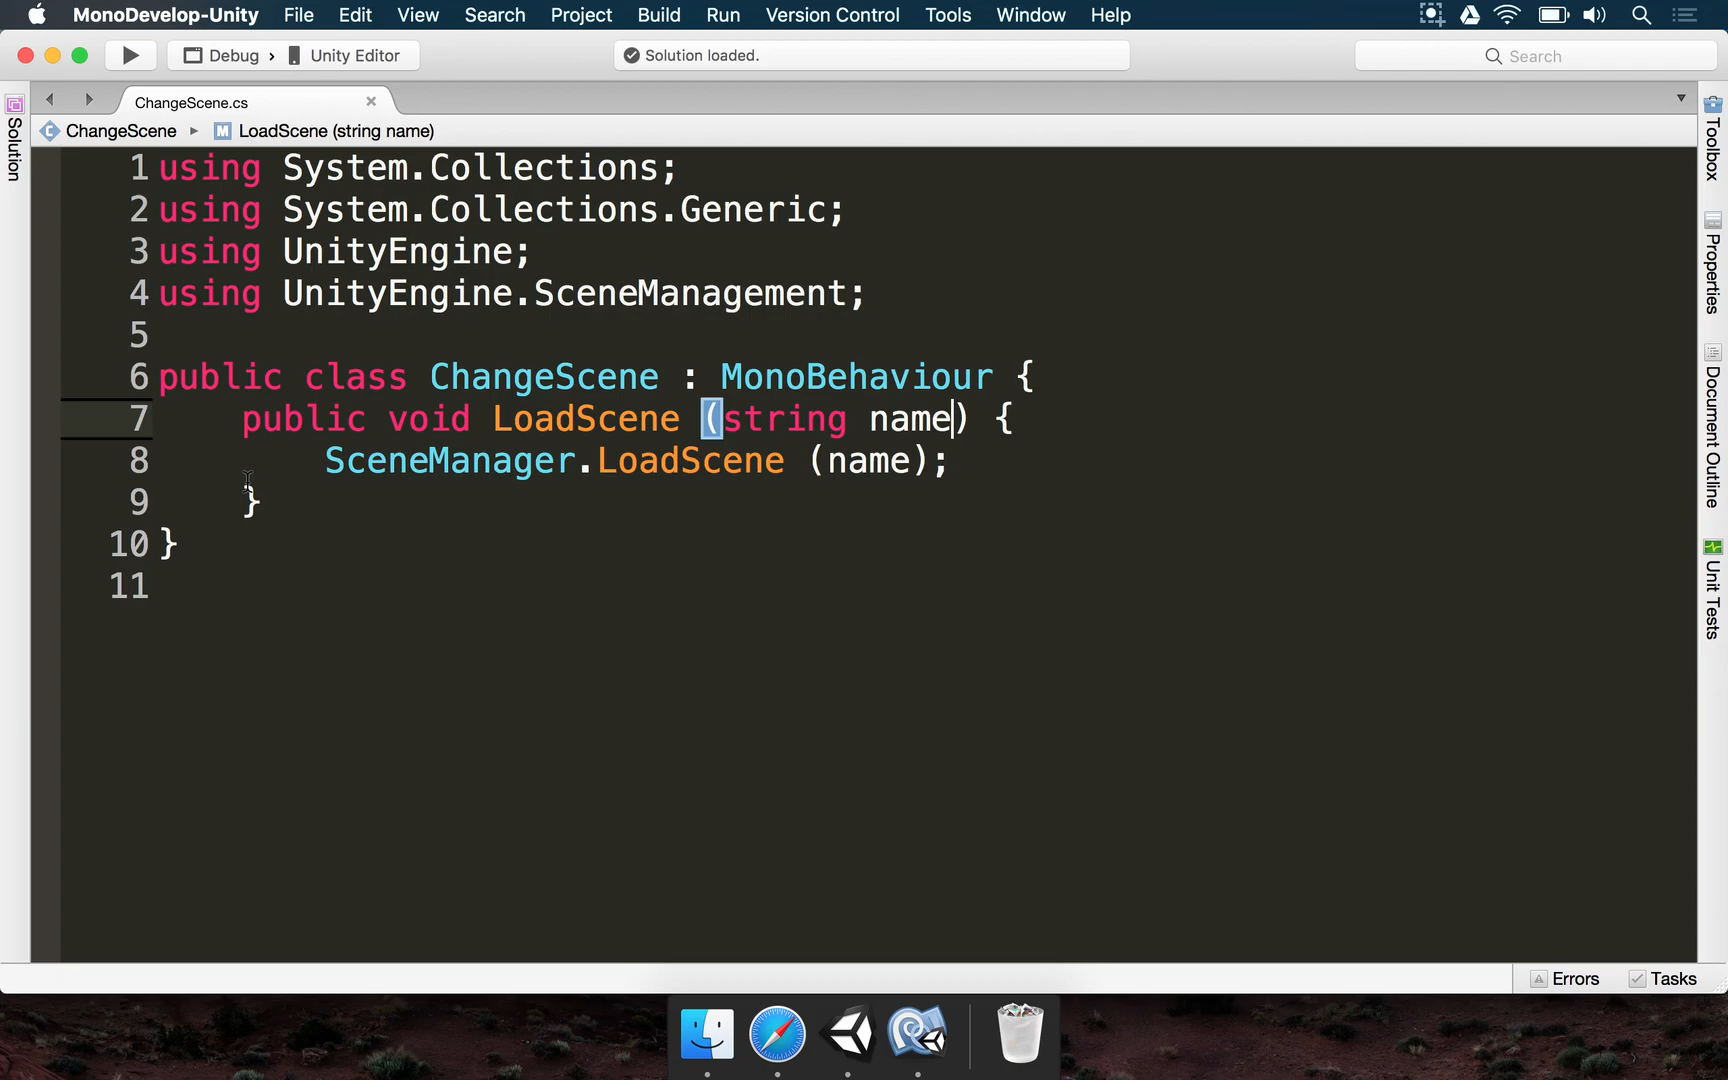 MonoDevelop-Unity File Edit View Search Project Build Run Version Control Tools Window Help
Debug › Unity Editor Solution loaded. Search
ChangeScene.cs
ChangeScene ▸ M LoadScene (string name)
Solution
1 using System.Collections;
2 using System.Collections.Generic;
3 using UnityEngine;
4 using UnityEngine.SceneManagement;
5
6 public class ChangeScene : MonoBehaviour {
7 public void LoadScene (string name) {
8 SceneManager.LoadScene (name);
9 }
10 }
11
Toolbox
Properties
Document Outline
Unit Tests
Errors Tasks